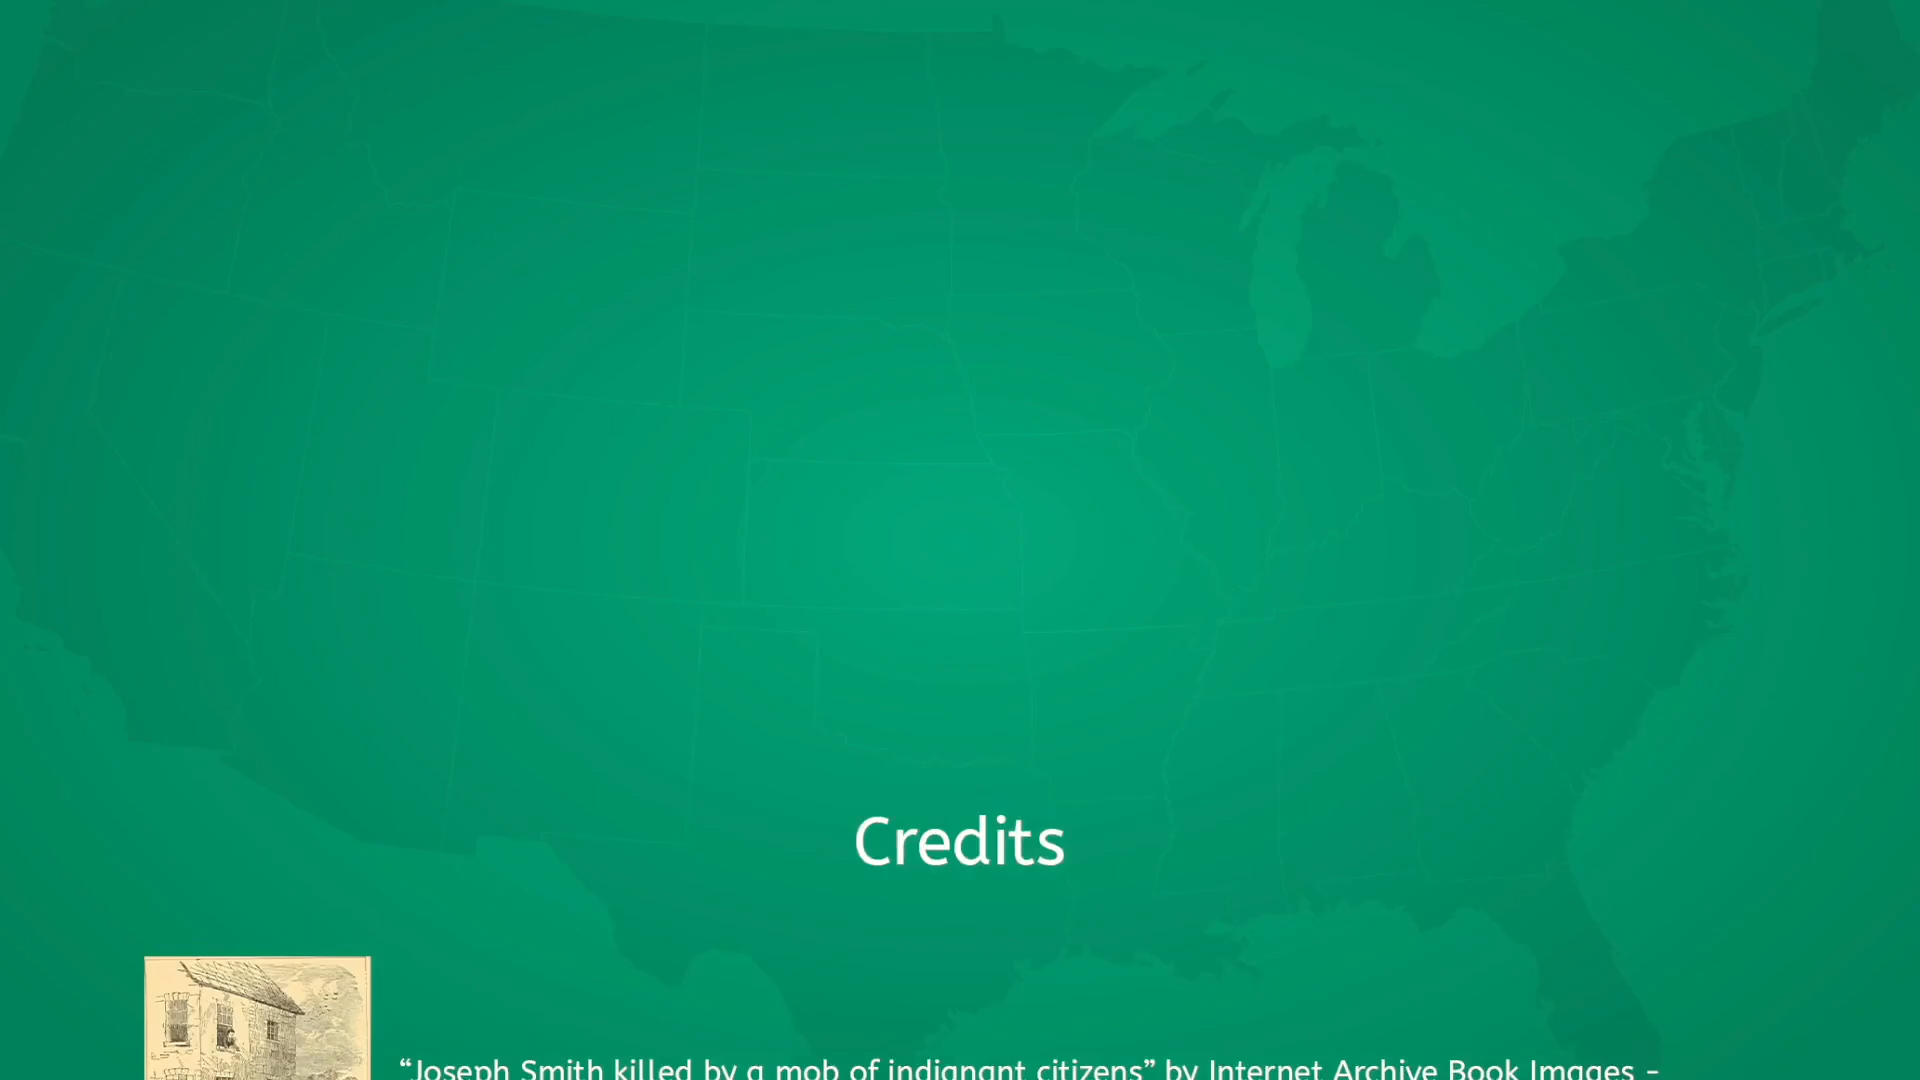 Credits
“Joseph Smith killed by a mob of indignant citizens” by Internet Archive Book Images -